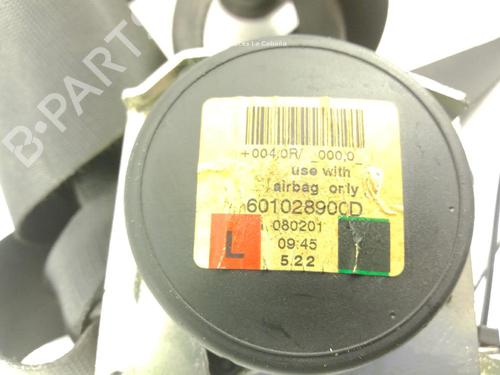 B-PARTS
+004,0R/ 000,0
use with
airbag only
601028900D
080201
L
09:45
5.22